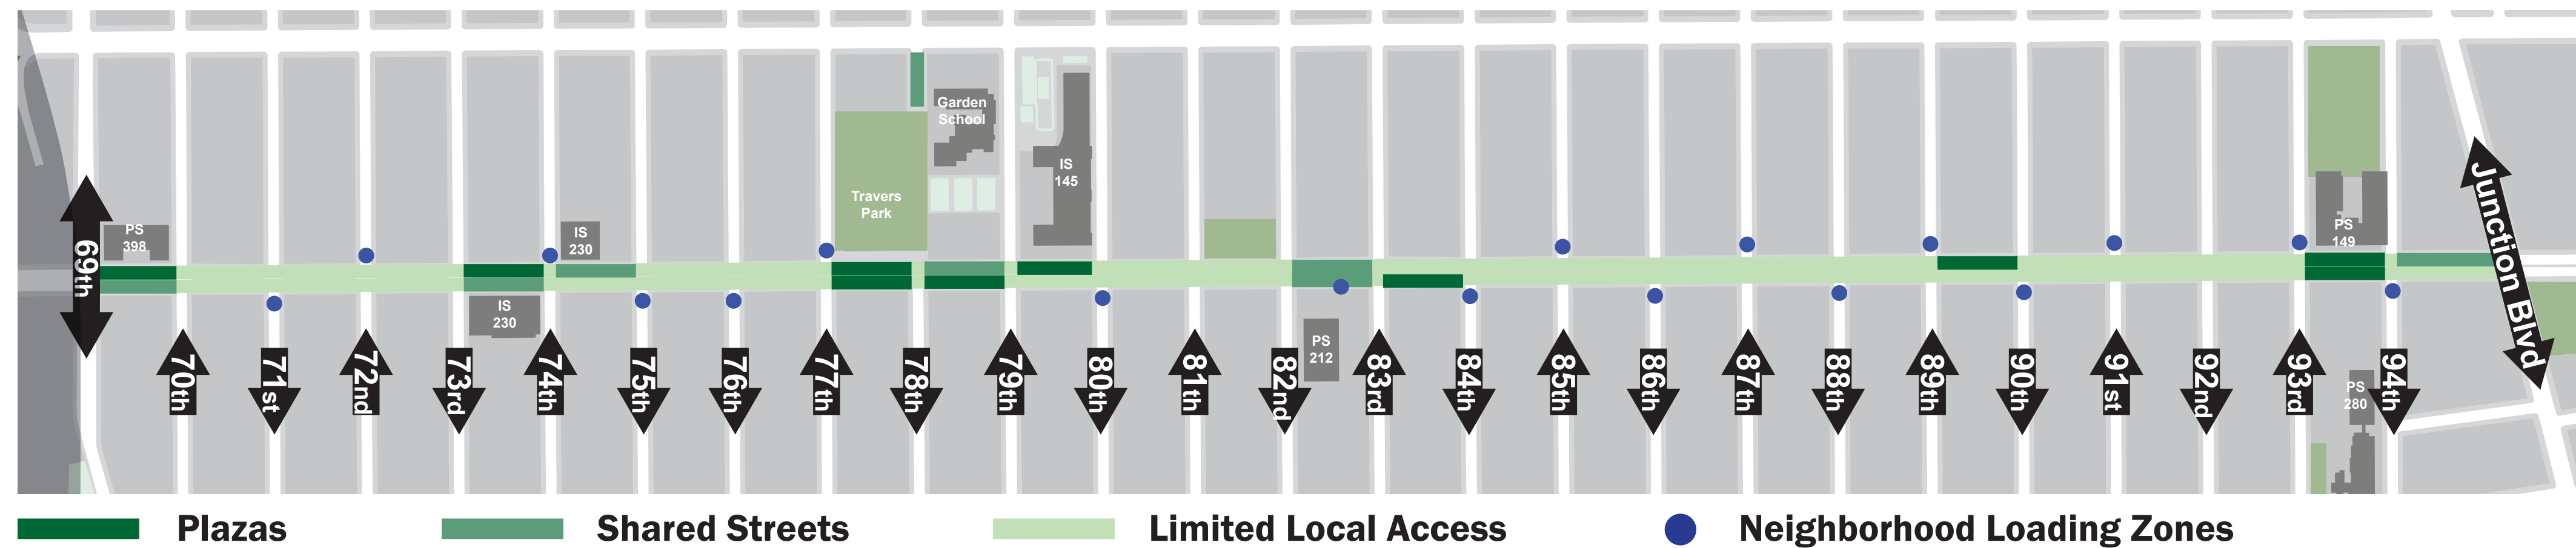 Garden
School
IS
145
Travers
Park
PS
398
IS
230
IS
230
PS
212
PS
149
PS
280
69th
70th
71st
72nd
73rd
74th
75th
76th
77th
78th
79th
80th
81th
82nd
83rd
84th
85th
86th
87th
88th
89th
90th
91st
92nd
93rd
94th
Junction Blvd
Plazas
Shared Streets
Limited Local Access
Neighborhood Loading Zones